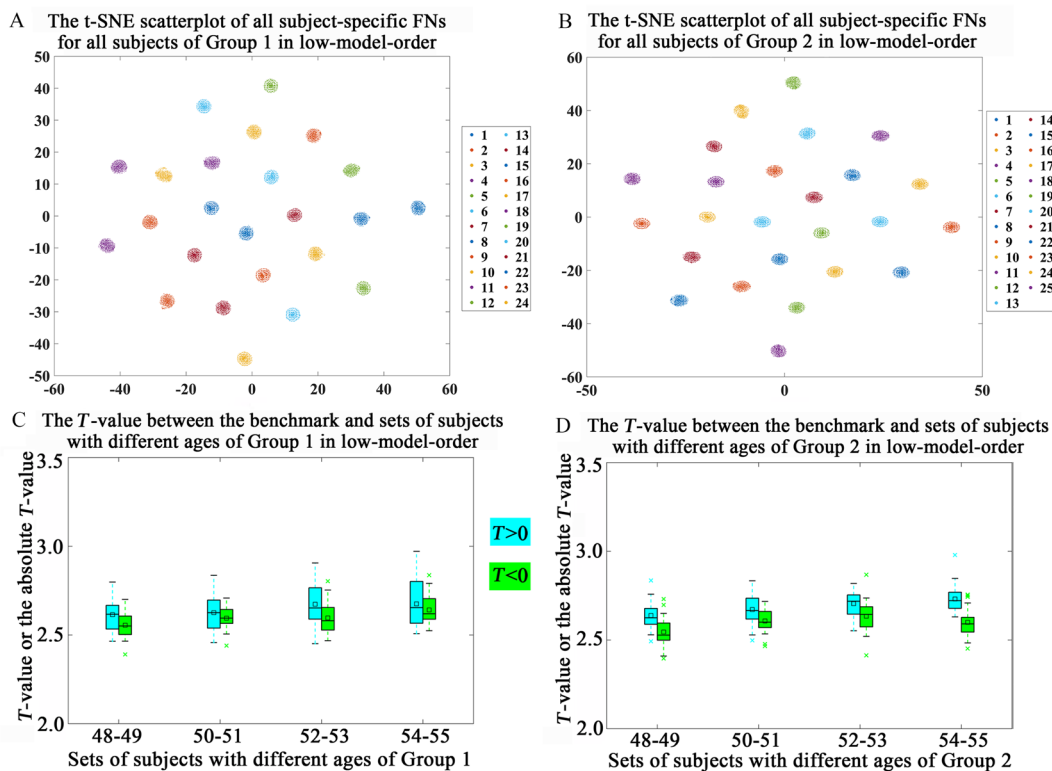 A The t-SNE scatterplot of all subject-specific FNs
for all subjects of Group 1 in low-model-order
50
40
30
20
10
0
-10
-20
-30
-40
-50
-60 -40 -20 0 20 40 60
1 13
2 14
3 15
4 16
5 17
6 18
7 19
8 20
9 21
10 22
11 23
12 24
B The t-SNE scatterplot of all subject-specific FNs
for all subjects of Group 2 in low-model-order
60
40
20
0
-20
-40
-60
-50 0 50
1 14
2 15
3 16
4 17
5 18
6 19
7 20
8 21
9 22
10 23
11 24
12 25
13
C The T-value between the benchmark and sets of subjects
with different ages of Group 1 in low-model-order
T-value or the absolute T-value
3.5
3.0
2.5
2.0
48-49 50-51 52-53 54-55
Sets of subjects with different ages of Group 1
T>0
T<0
D The T-value between the benchmark and sets of subjects
with different ages of Group 2 in low-model-order
T-value or the absolute T-value
3.5
3.0
2.5
2.0
48-49 50-51 52-53 54-55
Sets of subjects with different ages of Group 2